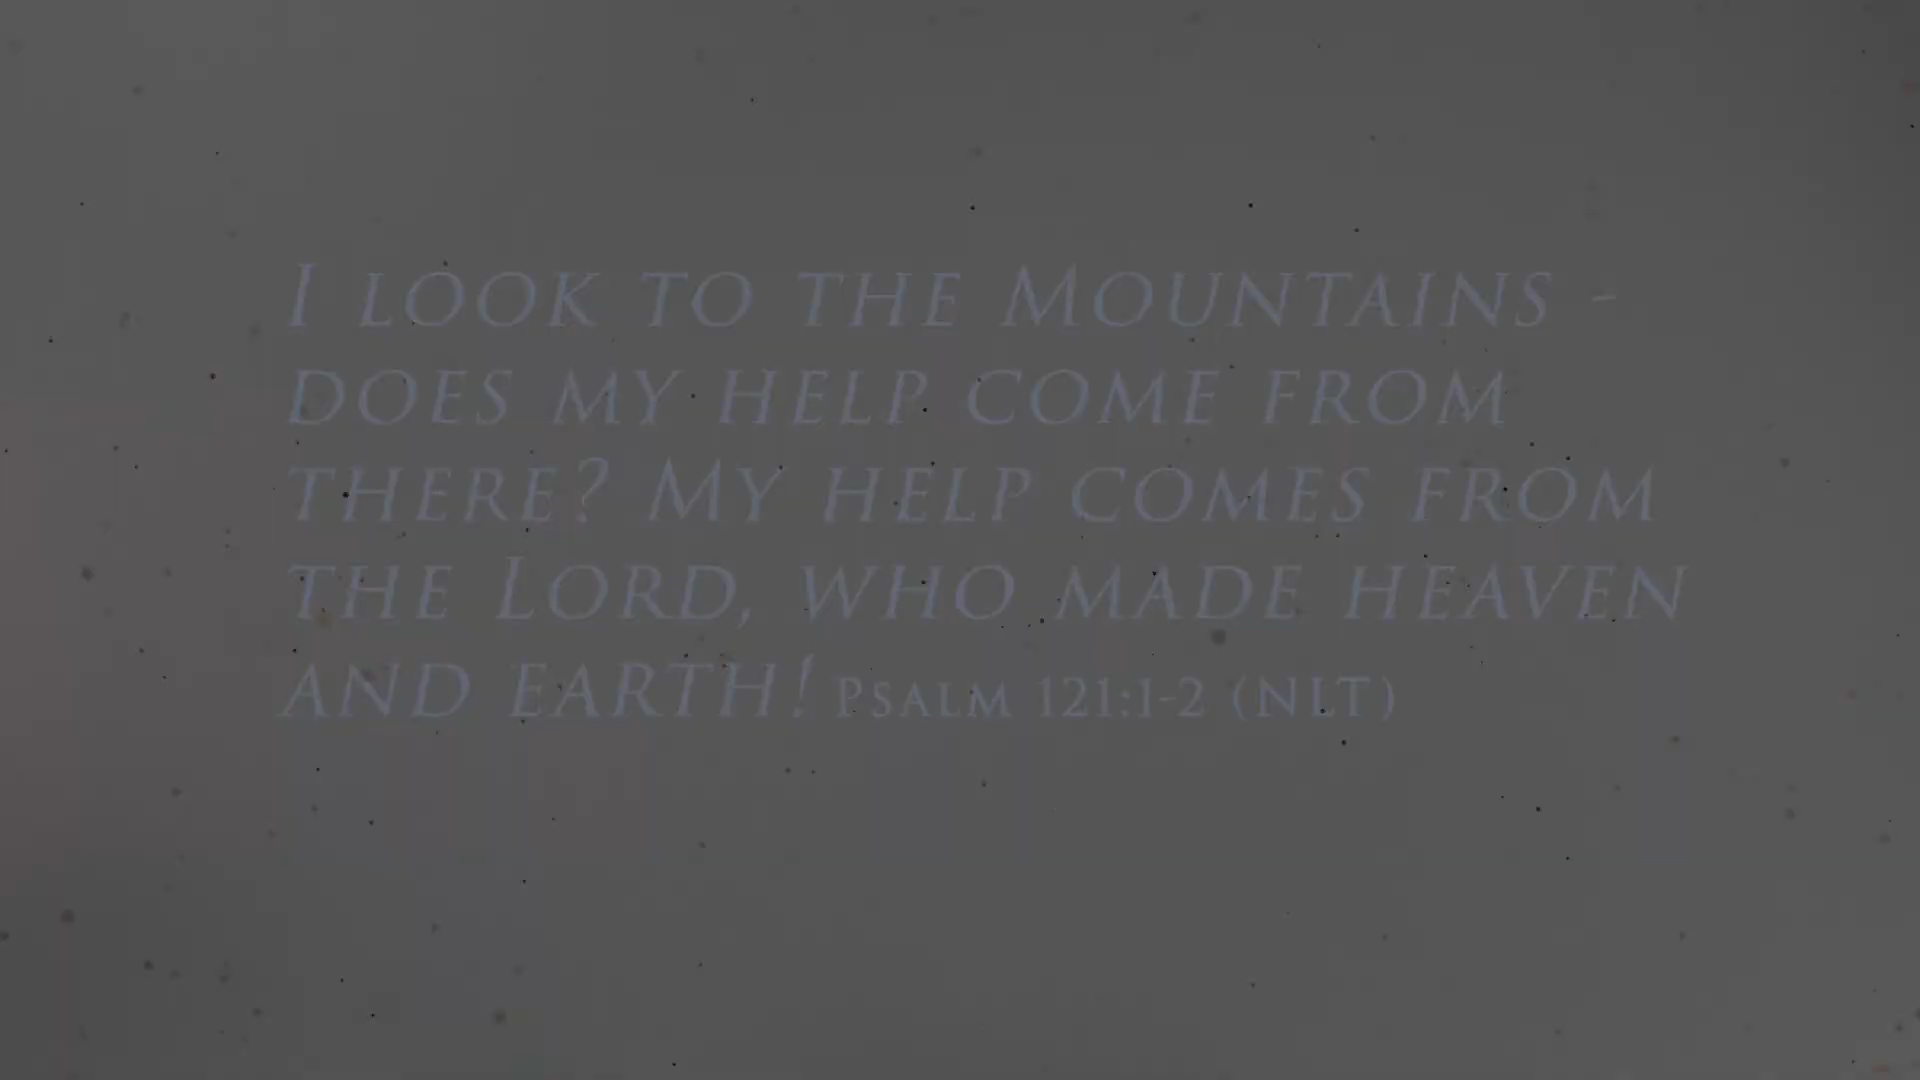 I look to the Mountains -
does my help come from
there? My help comes from
the Lord, who made heaven
and earth! Psalm 121:1-2 (NLT)